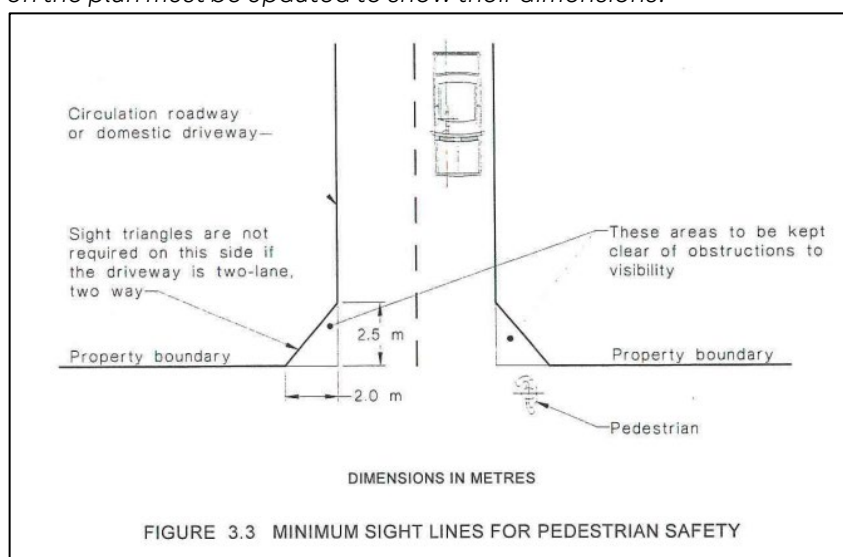 on the plan must be updated to show their dimensions.
Circulation roadway
or domestic driveway
Sight triangles are not
required on this side if
the driveway is two-lane,
two way
These areas to be kept
clear of obstructions to
visibility
2.5 m
Property boundary
Property boundary
2.0 m
Pedestrian
DIMENSIONS IN METRES
FIGURE 3.3 MINIMUM SIGHT LINES FOR PEDESTRIAN SAFETY